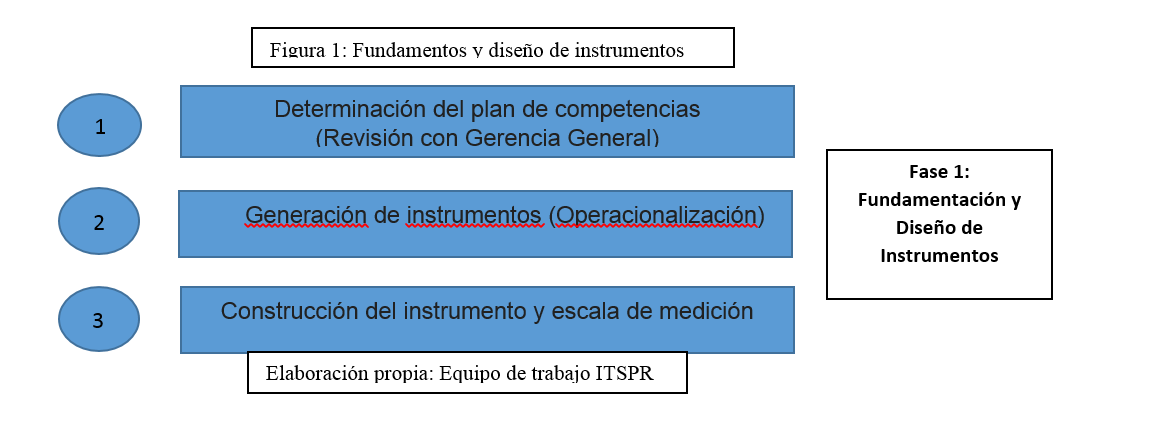 Figura 1: Fundamentos y diseño de instrumentos
1
Determinación del plan de competencias
(Revisión con Gerencia General)
2
Generación de instrumentos (Operacionalización)
3
Construcción del instrumento y escala de medición
Fase 1:
Fundamentación y
Diseño de
Instrumentos
Elaboración propia: Equipo de trabajo ITSPR